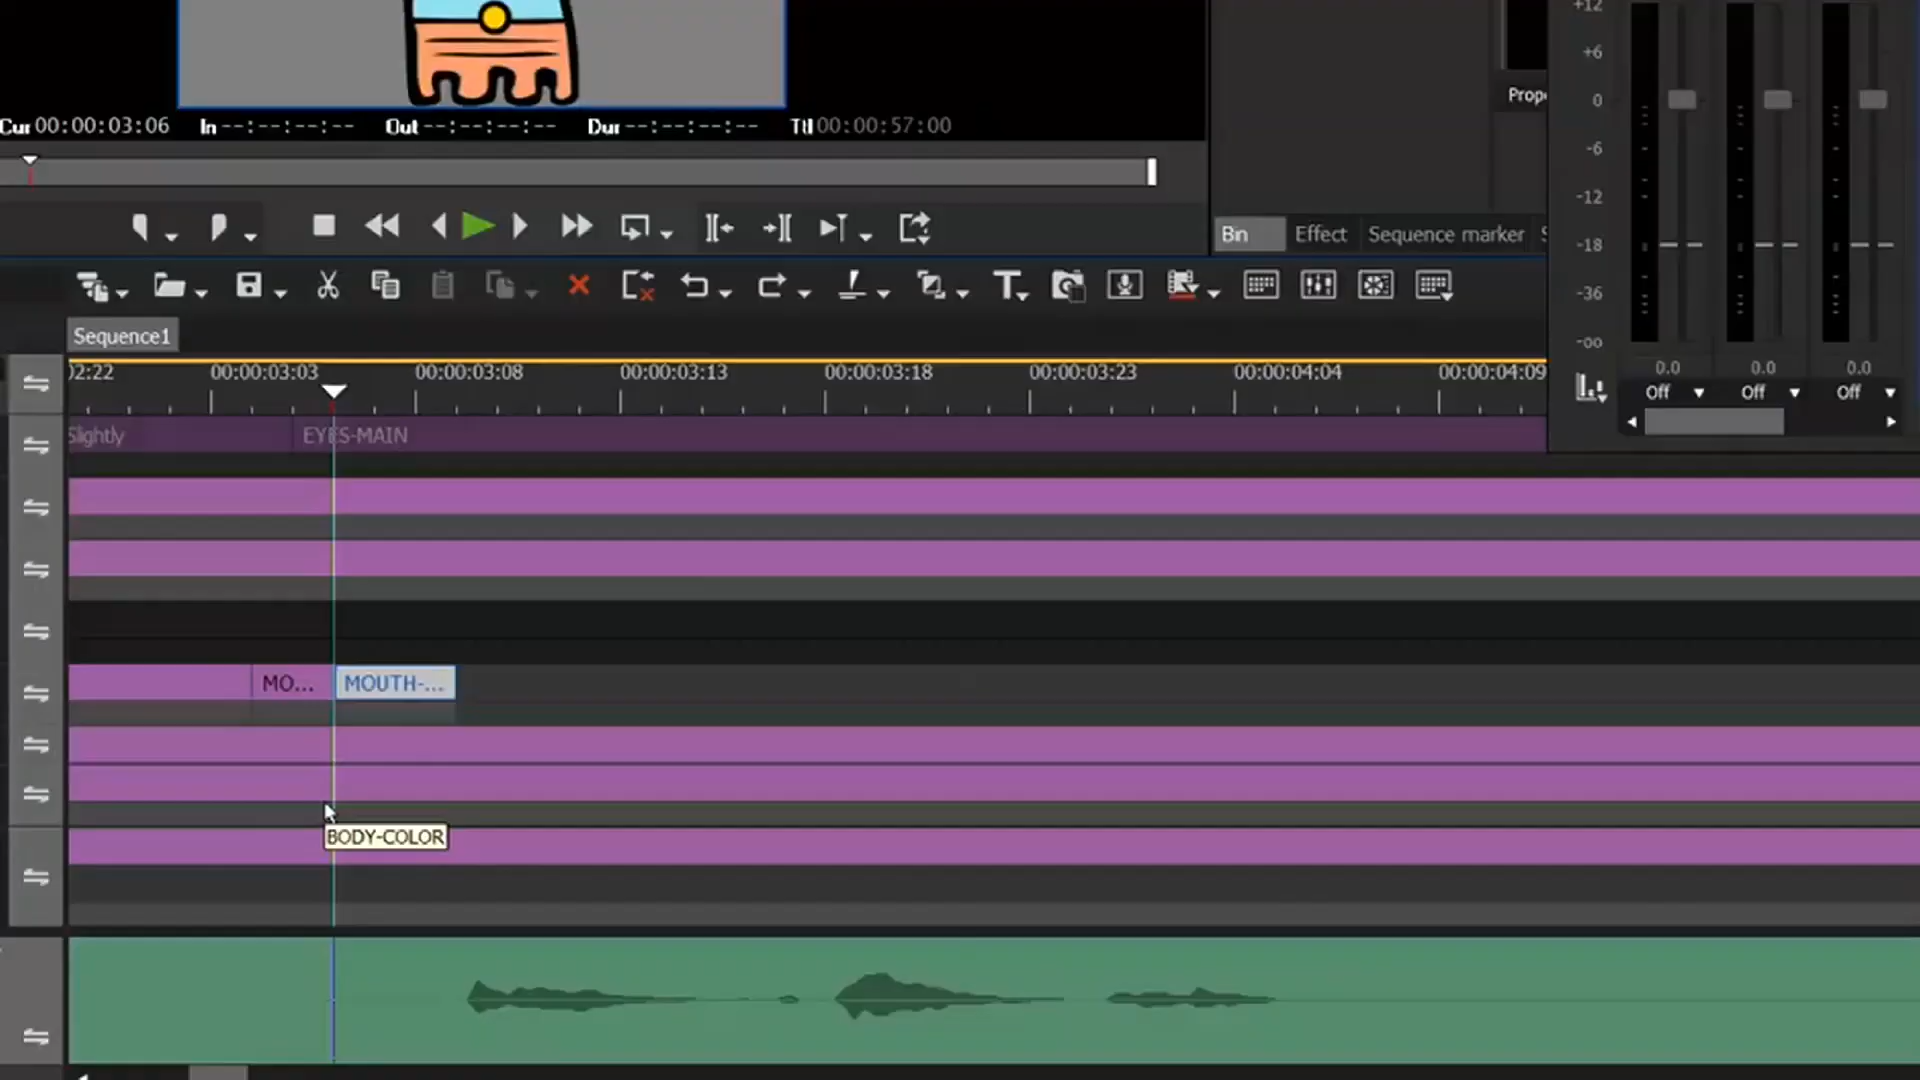 +12
+6
0
-6
-12
-18
-36
-oo
Cur 00:00:03:06 In --:--:--:-- Out --:--:--:-- Dur --:--:--:-- Ttl 00:00:57:00
Bin Effect Sequence marker
Sequence1
02:22 00:00:03:03 00:00:03:08 00:00:03:13 00:00:03:18 00:00:03:23 00:00:04:04 00:00:04:09
0.0 0.0 0.0
Off Off Off
Slightly EYES-MAIN
MO... MOUTH-...
BODY-COLOR